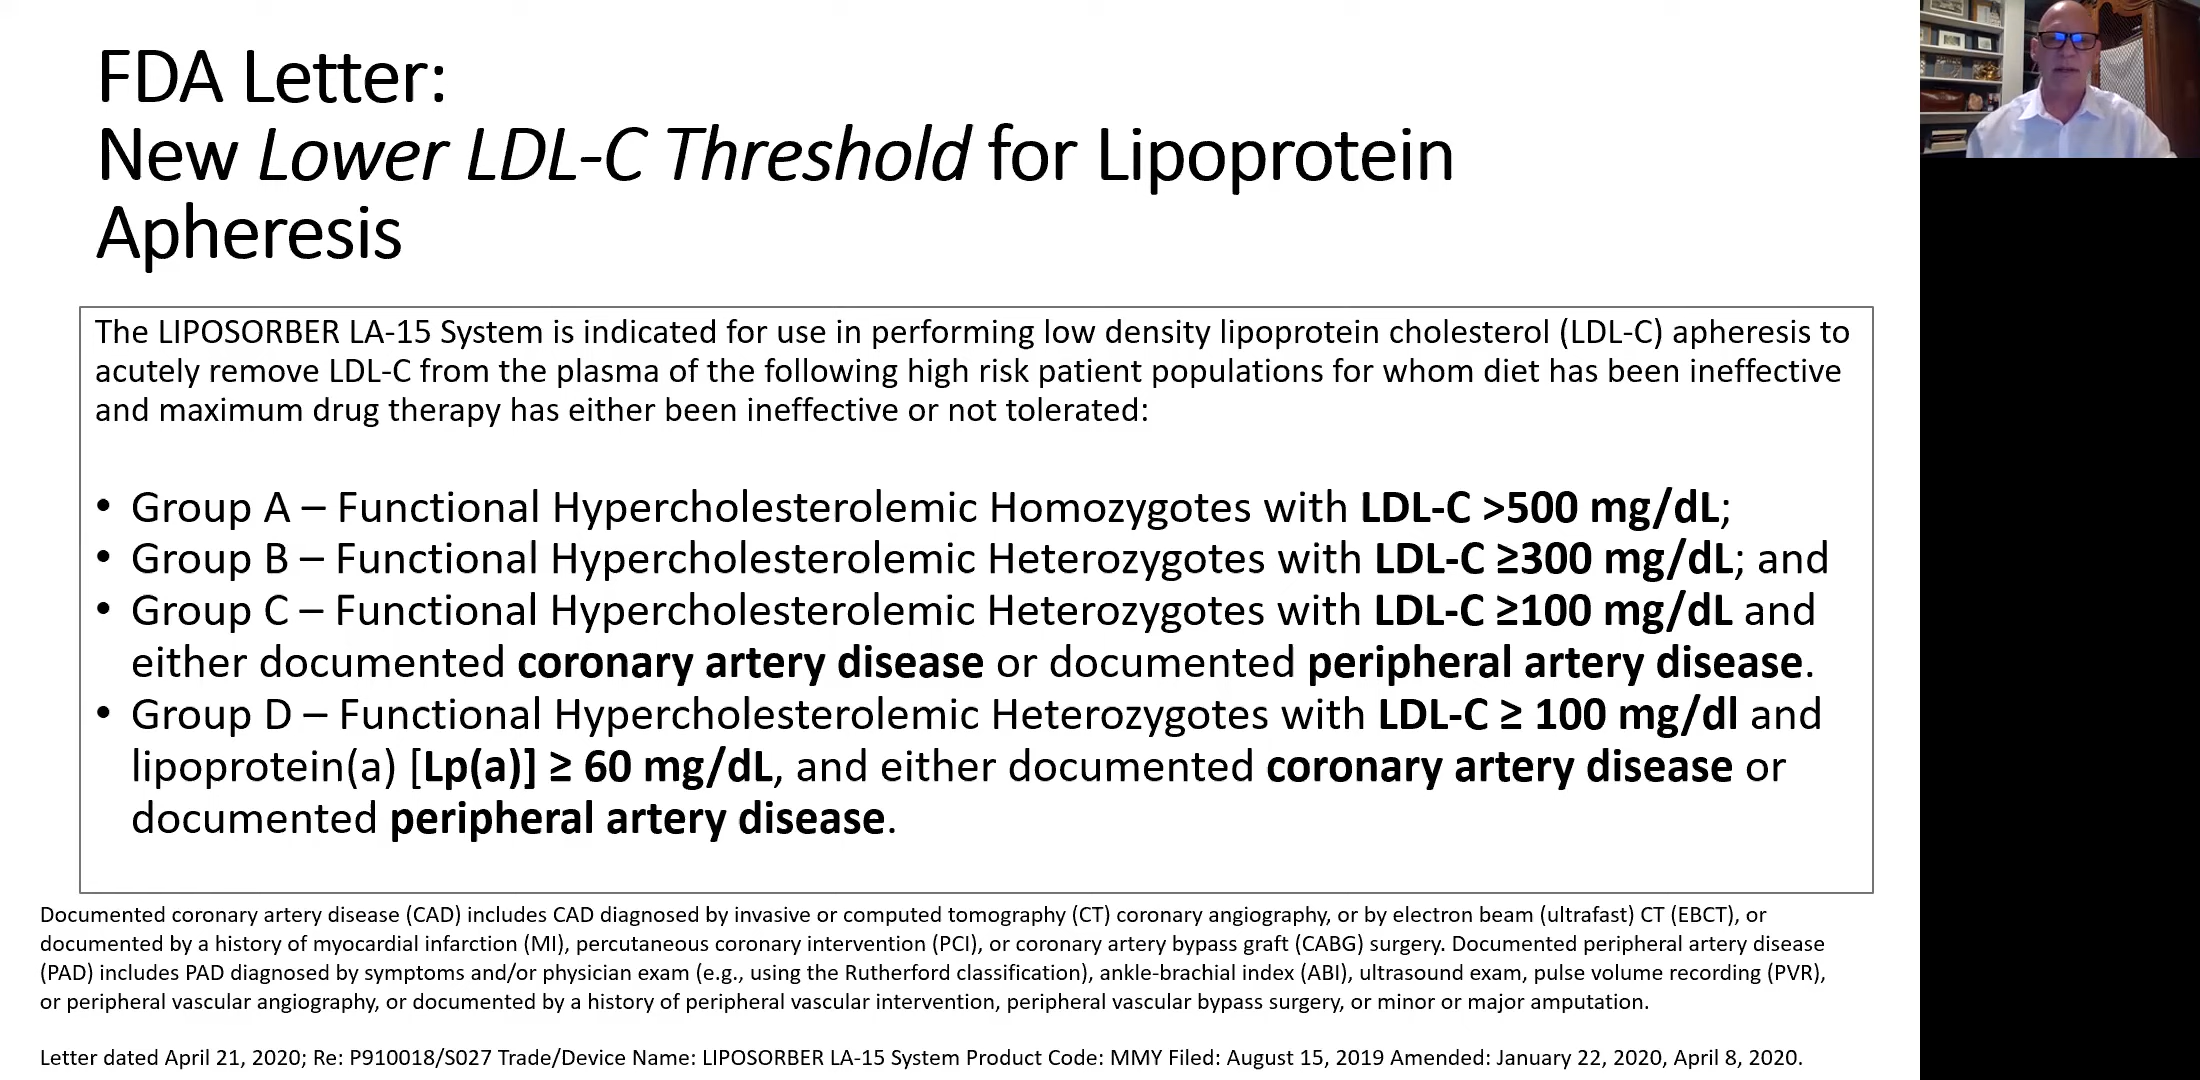 FDA Letter:
New Lower LDL-C Threshold for Lipoprotein
Apheresis
The LIPOSORBER LA-15 System is indicated for use in performing low density lipoprotein cholesterol (LDL-C) apheresis to
acutely remove LDL-C from the plasma of the following high risk patient populations for whom diet has been ineffective
and maximum drug therapy has either been ineffective or not tolerated:
• Group A – Functional Hypercholesterolemic Homozygotes with LDL-C >500 mg/dL;
• Group B – Functional Hypercholesterolemic Heterozygotes with LDL-C ≥300 mg/dL; and
• Group C – Functional Hypercholesterolemic Heterozygotes with LDL-C ≥100 mg/dL and
either documented coronary artery disease or documented peripheral artery disease.
• Group D – Functional Hypercholesterolemic Heterozygotes with LDL-C ≥ 100 mg/dl and
lipoprotein(a) [Lp(a)] ≥ 60 mg/dL, and either documented coronary artery disease or
documented peripheral artery disease.
Documented coronary artery disease (CAD) includes CAD diagnosed by invasive or computed tomography (CT) coronary angiography, or by electron beam (ultrafast) CT (EBCT), or
documented by a history of myocardial infarction (MI), percutaneous coronary intervention (PCI), or coronary artery bypass graft (CABG) surgery. Documented peripheral artery disease
(PAD) includes PAD diagnosed by symptoms and/or physician exam (e.g., using the Rutherford classification), ankle-brachial index (ABI), ultrasound exam, pulse volume recording (PVR),
or peripheral vascular angiography, or documented by a history of peripheral vascular intervention, peripheral vascular bypass surgery, or minor or major amputation.
Letter dated April 21, 2020; Re: P910018/S027 Trade/Device Name: LIPOSORBER LA-15 System Product Code: MMY Filed: August 15, 2019 Amended: January 22, 2020, April 8, 2020.